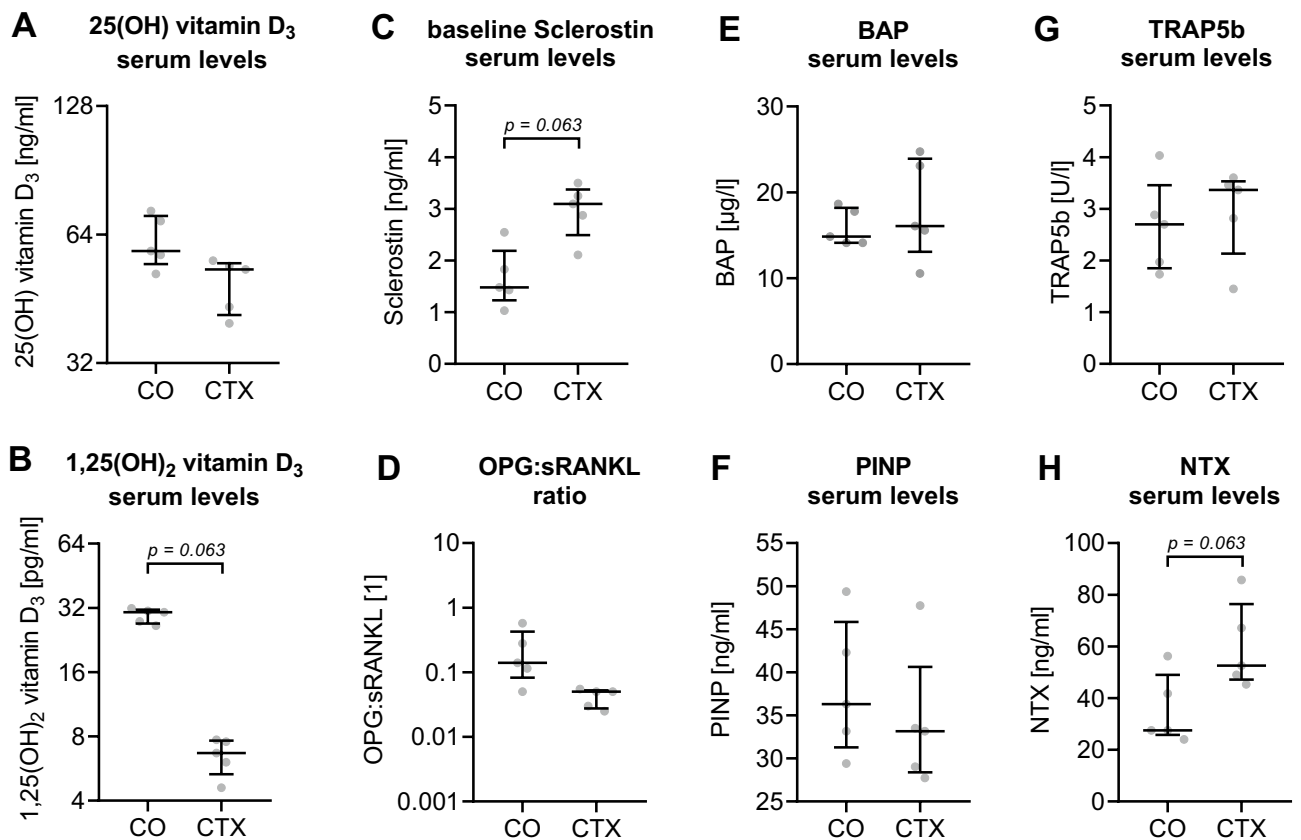 A
25(OH) vitamin D₃
serum levels
25(OH) vitamin D₃ [ng/ml]
128
64
32
CO CTX
C
baseline Sclerostin
serum levels
Sclerostin [ng/ml]
p = 0.063
5
4
3
2
1
0
CO CTX
E
BAP
serum levels
BAP [µg/l]
30
20
10
0
CO CTX
G
TRAP5b
serum levels
TRAP5b [U/l]
5
4
3
2
1
0
CO CTX
B
1,25(OH)₂ vitamin D₃
serum levels
1,25(OH)₂ vitamin D₃ [pg/ml]
p = 0.063
64
32
16
8
4
CO CTX
D
OPG:sRANKL
ratio
OPG:sRANKL [1]
10
1
0.1
0.01
0.001
CO CTX
F
PINP
serum levels
PINP [ng/ml]
55
50
45
40
35
30
25
CO CTX
H
NTX
serum levels
NTX [ng/ml]
p = 0.063
100
80
60
40
20
0
CO CTX